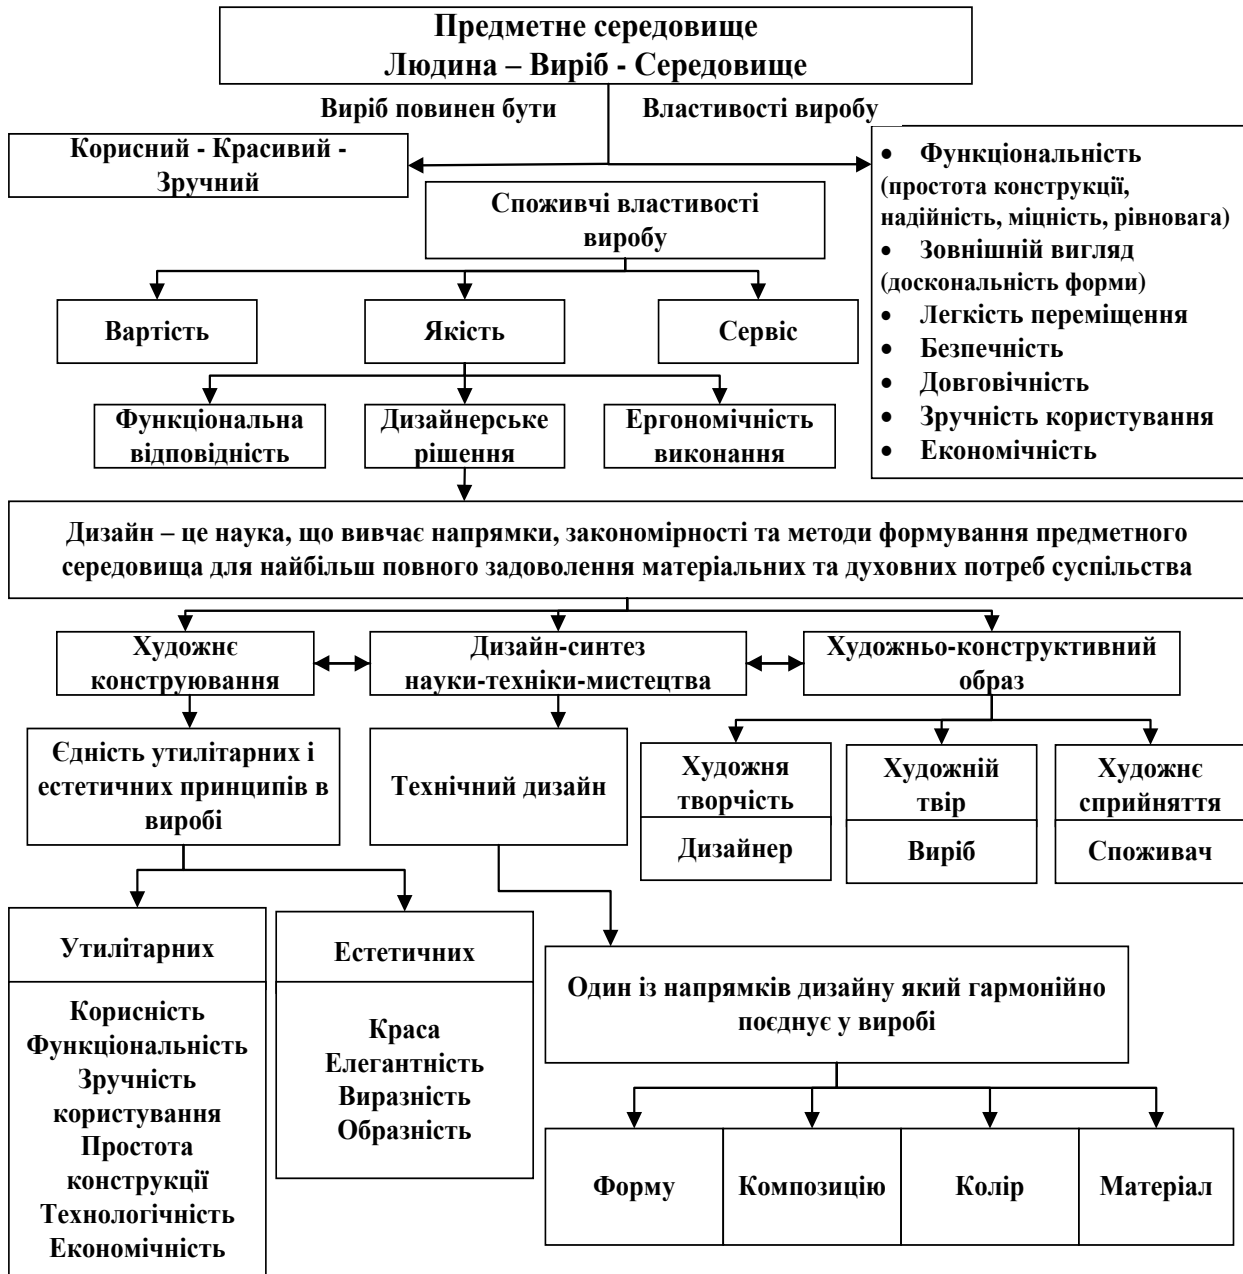 Предметне середовище
Людина – Виріб - Середовище
Виріб повинен бути
Властивості виробу
Корисний - Красивий -
Зручний
• Функціональність
(простота конструкції,
надійність, міцність, рівновага)
• Зовнішній вигляд
(доскональність форми)
• Легкість переміщення
• Безпечність
• Довговічність
• Зручність користування
• Економічність
Споживчі властивості
виробу
Вартість
Якість
Сервіс
Функціональна
відповідність
Дизайнерське
рішення
Ергономічність
виконання
Дизайн – це наука, що вивчає напрямки, закономірності та методи формування предметного
середовища для найбільш повного задоволення матеріальних та духовних потреб суспільства
Художнє
конструювання
Дизайн-синтез
науки-техніки-мистецтва
Художньо-конструктивний
образ
Єдність утилітарних і
естетичних принципів в
виробі
Технічний дизайн
Художня
творчість
Дизайнер
Художній
твір
Виріб
Художнє
сприйняття
Споживач
Утилітарних
Корисність
Функціональність
Зручність
користування
Простота
конструкції
Технологічність
Економічність
Естетичних
Краса
Елегантність
Виразність
Образність
Один із напрямків дизайну який гармонійно
поєднує у виробі
Форму
Композицію
Колір
Матеріал